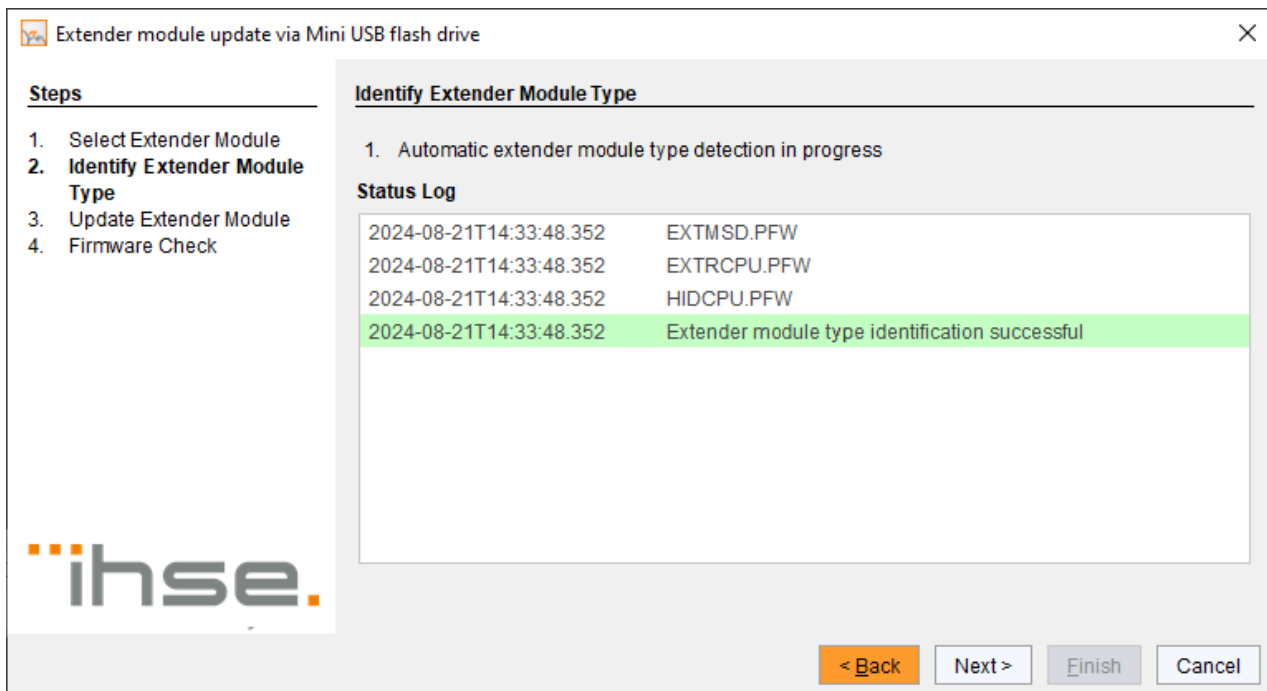 Extender module update via Mini USB flash drive
Steps
1. Select Extender Module
2. Identify Extender Module
Type
3. Update Extender Module
4. Firmware Check
ihse.
Identify Extender Module Type
1. Automatic extender module type detection in progress
Status Log
2024-08-21T14:33:48.352 EXTMSD.PFW
2024-08-21T14:33:48.352 EXTRCPU.PFW
2024-08-21T14:33:48.352 HIDCPU.PFW
2024-08-21T14:33:48.352 Extender module type identification successful
< Back Next > Finish Cancel